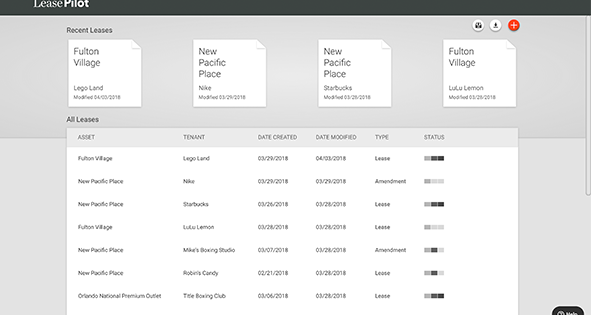 LeasePilot
Recent Leases
Fulton
Village
Lego Land
Modified 04/03/2018
New
Pacific
Place
Nike
Modified 03/29/2018
New
Pacific
Place
Starbucks
Modified 03/28/2018
Fulton
Village
LuLu Lemon
Modified 03/28/2018
All Leases
ASSET TENANT DATE CREATED DATE MODIFIED TYPE STATUS
Fulton Village Lego Land 03/29/2018 04/03/2018 Lease
New Pacific Place Nike 03/29/2018 03/29/2018 Amendment
New Pacific Place Starbucks 03/26/2018 03/28/2018 Lease
Fulton Village LuLu Lemon 03/28/2018 03/28/2018 Lease
New Pacific Place Mike's Boxing Studio 03/07/2018 03/28/2018 Amendment
New Pacific Place Robin's Candy 02/21/2018 03/28/2018 Lease
Orlando National Premium Outlet Title Boxing Club 03/06/2018 03/28/2018 Lease
Help